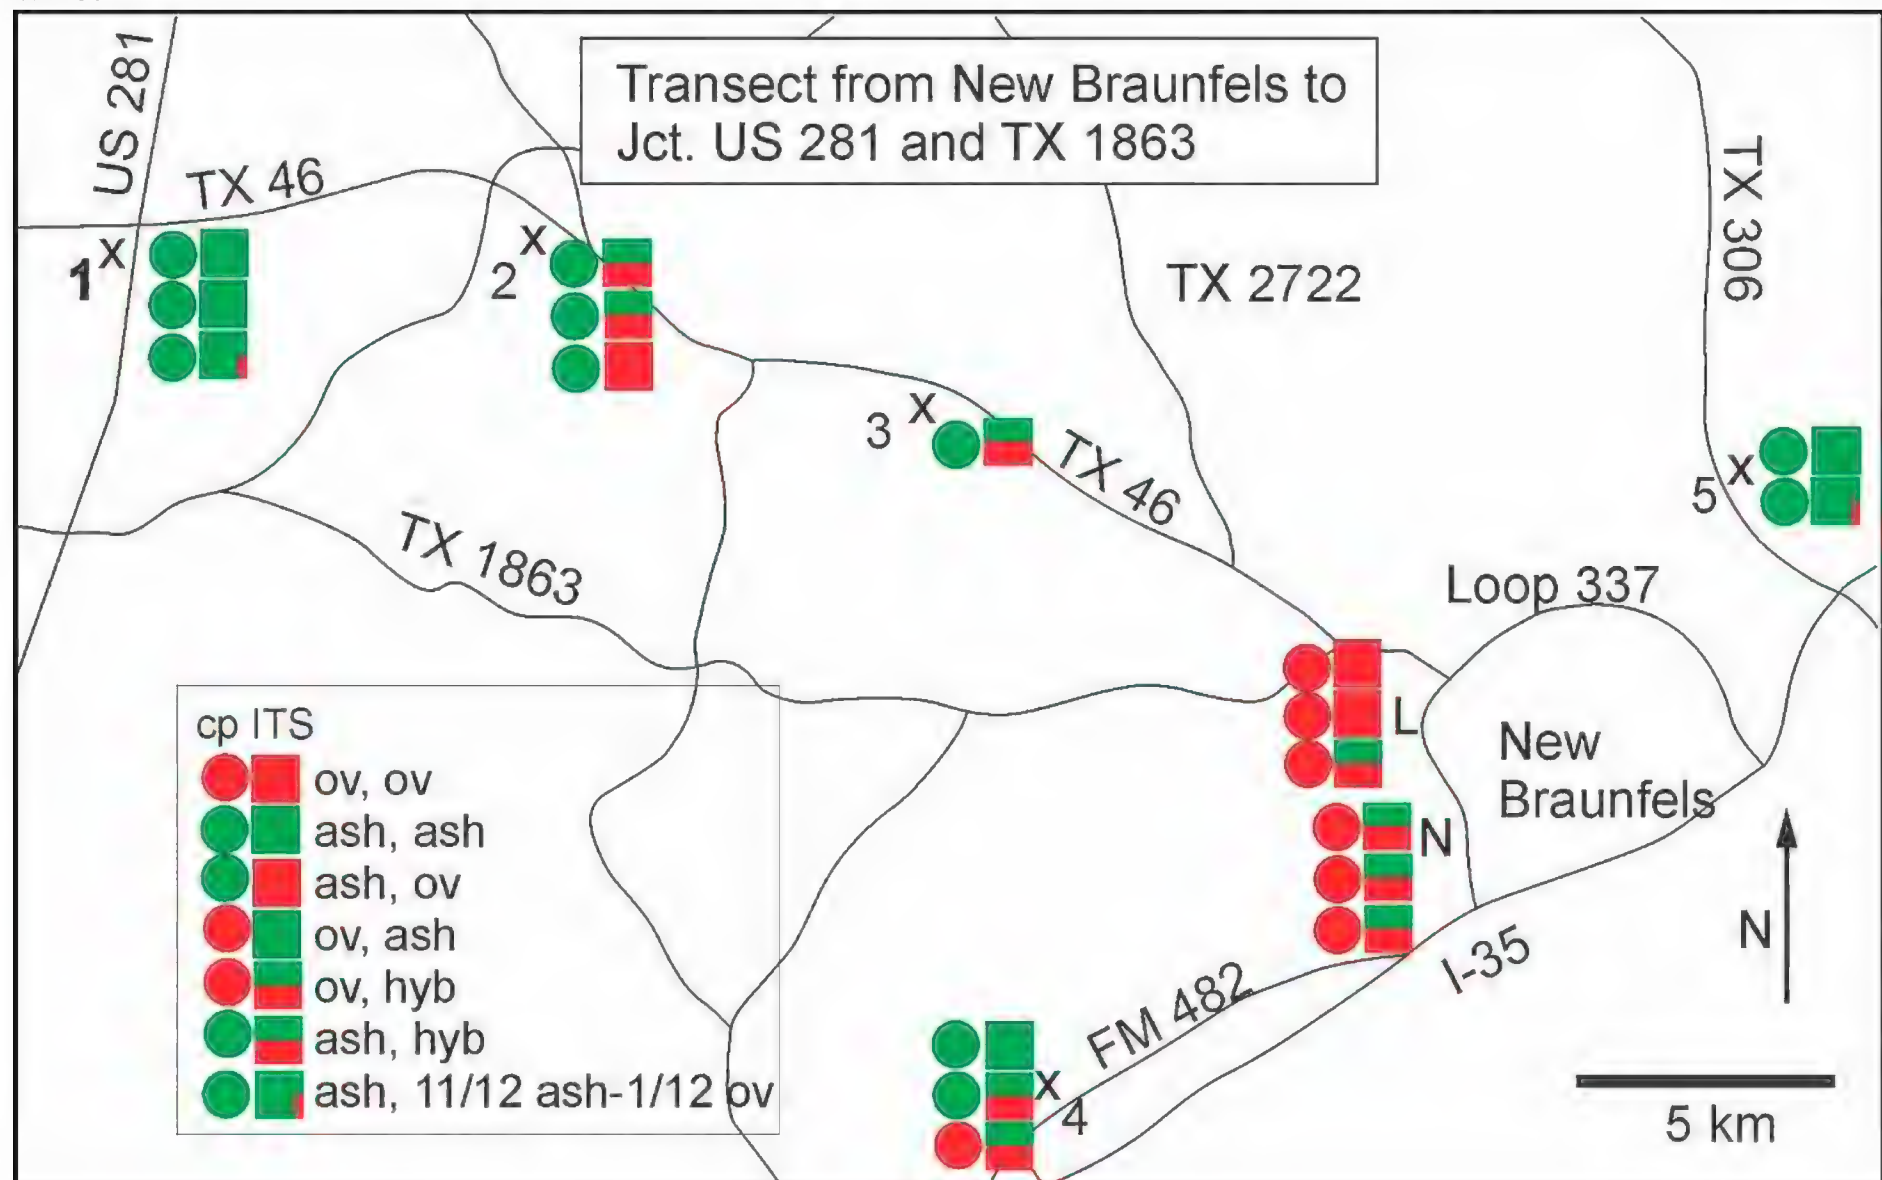 Transect from New Braunfels to
Jct. US 281 and TX 1863
US 281
TX 46
1 x
2 x
3 x
TX 46
TX 2722
TX 306
5 x
TX 1863
Loop 337
L
New
Braunfels
N
N
I-35
FM 482
x
4
5 km
cp ITS
ov, ov
ash, ash
ash, ov
ov, ash
ov, hyb
ash, hyb
ash, 11/12 ash-1/12 ov